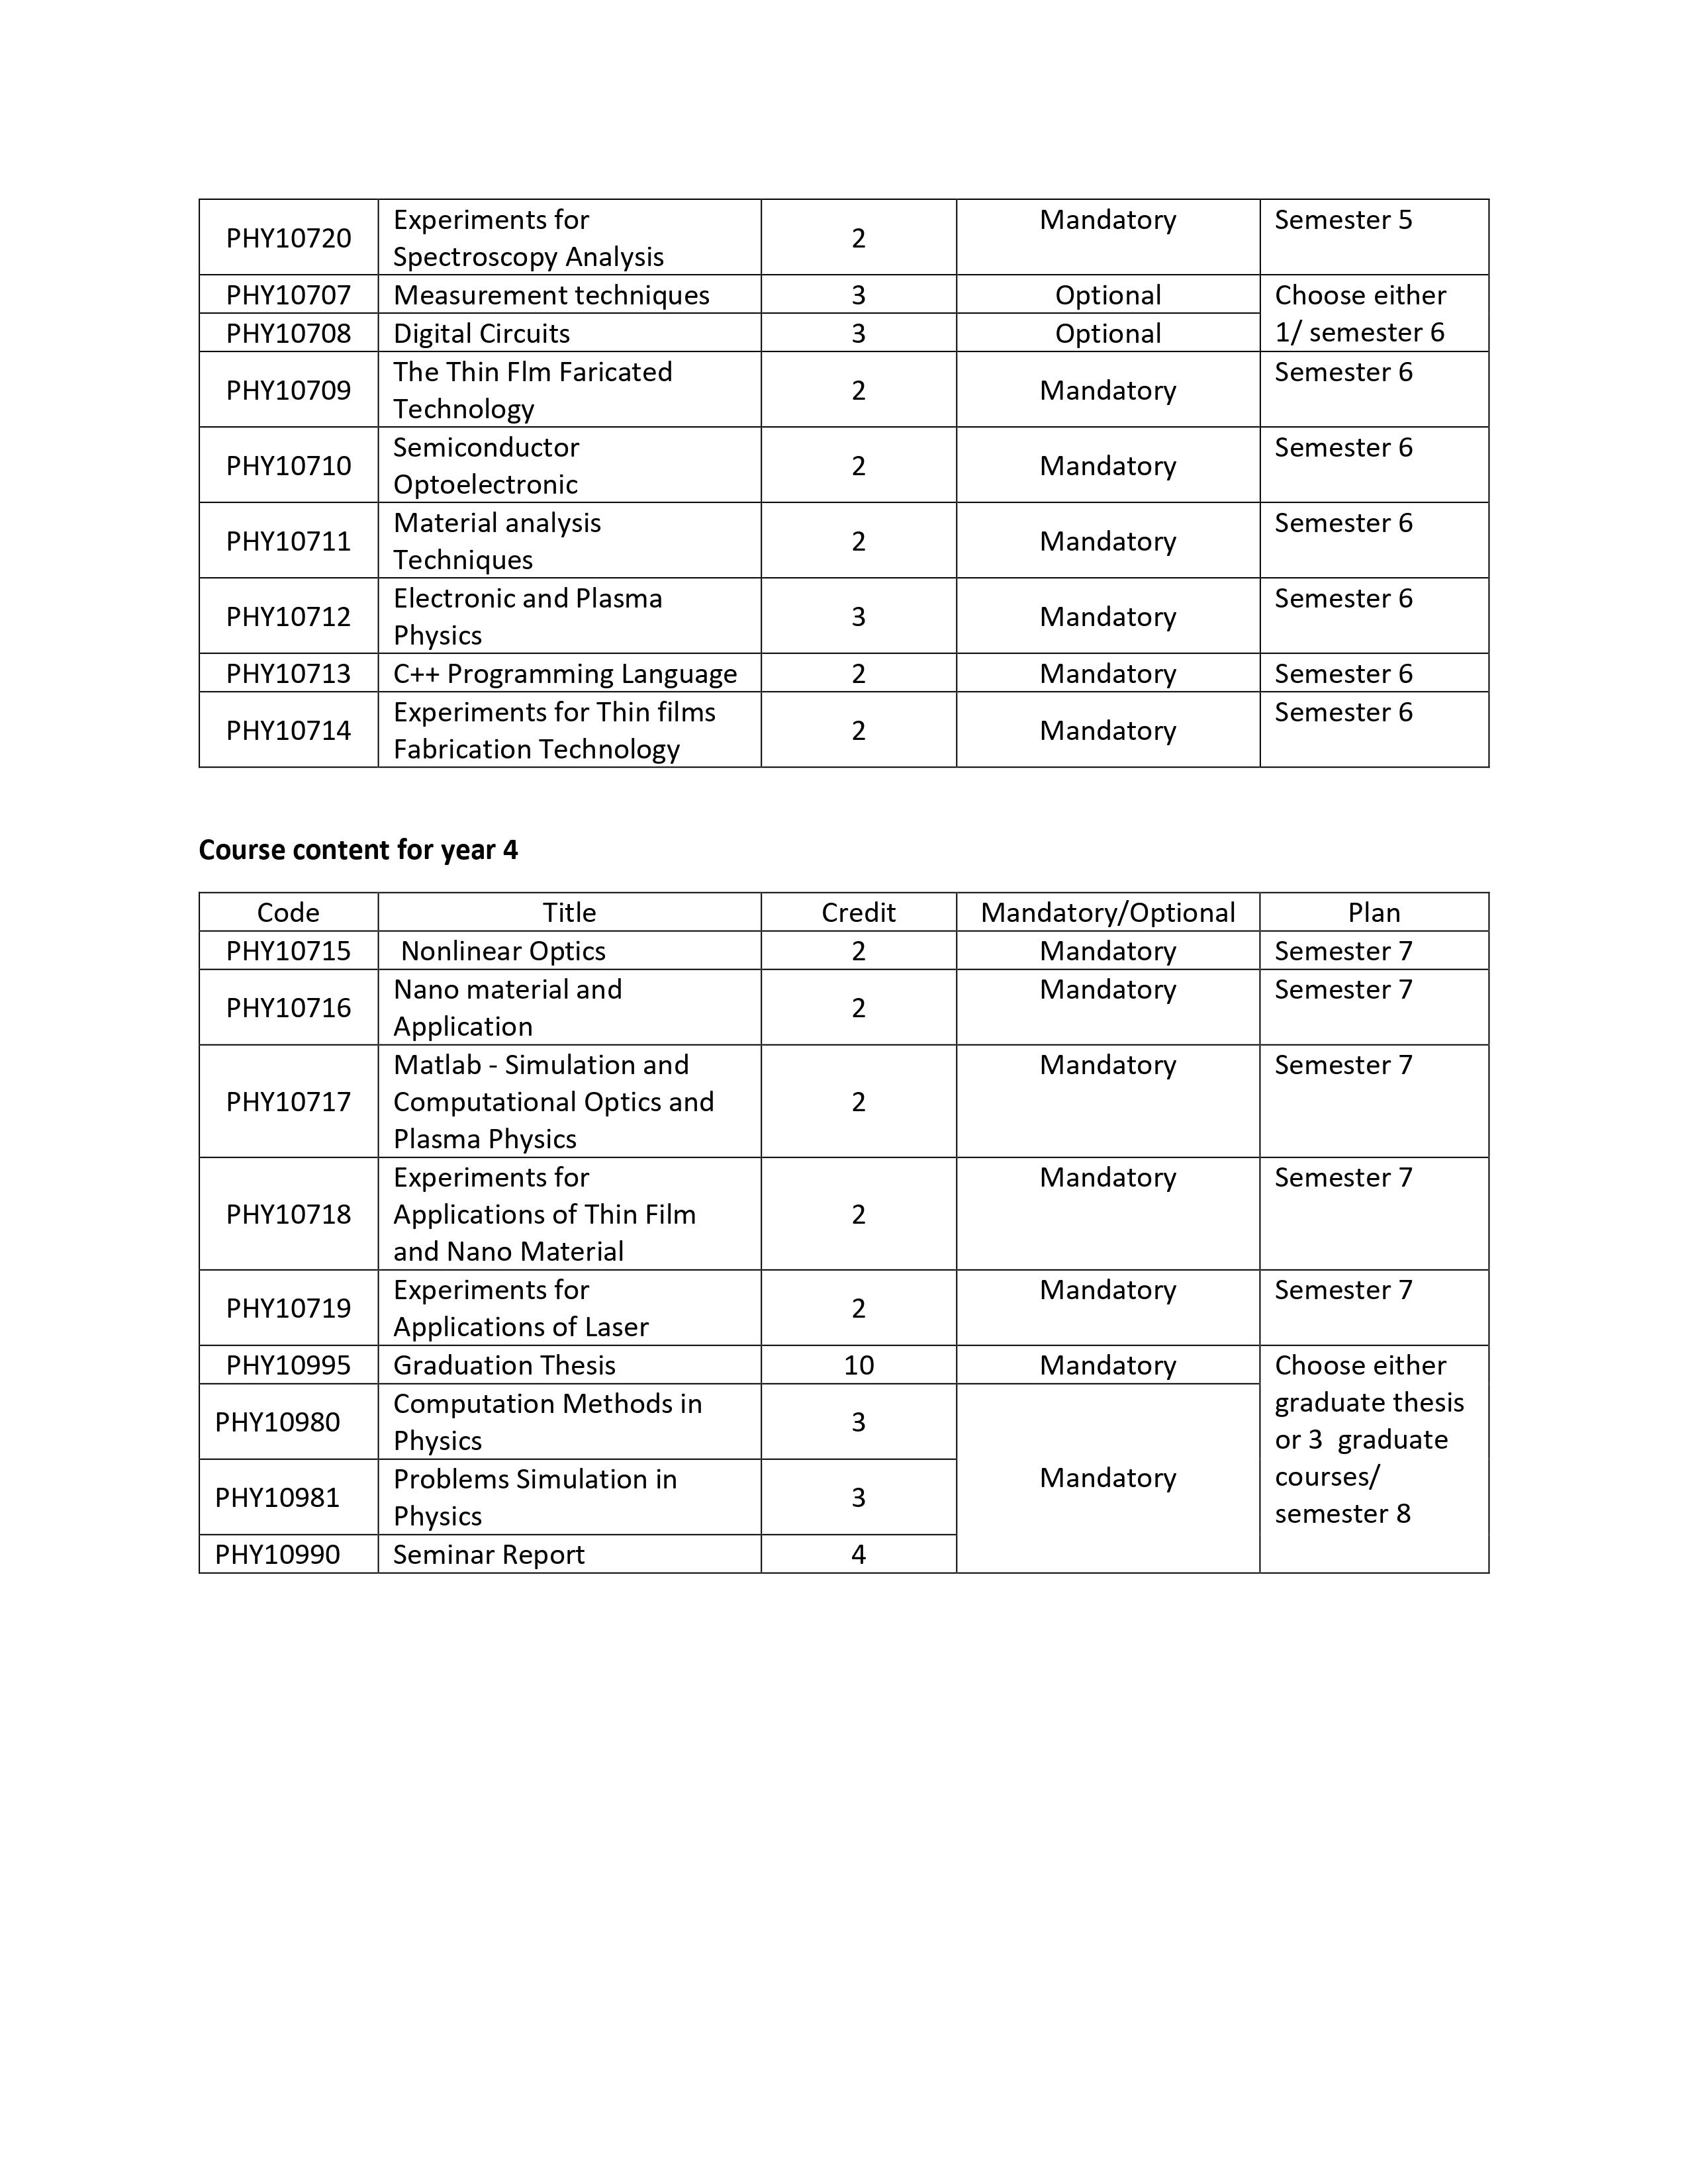 PHY10720 Experiments for Spectroscopy Analysis 2 Mandatory Semester 5
PHY10707 Measurement techniques 3 Optional Choose either 1/ semester 6
PHY10708 Digital Circuits 3 Optional
PHY10709 The Thin Flm Faricated Technology 2 Mandatory Semester 6
PHY10710 Semiconductor Optoelectronic 2 Mandatory Semester 6
PHY10711 Material analysis Techniques 2 Mandatory Semester 6
PHY10712 Electronic and Plasma Physics 3 Mandatory Semester 6
PHY10713 C++ Programming Language 2 Mandatory Semester 6
PHY10714 Experiments for Thin films Fabrication Technology 2 Mandatory Semester 6
Course content for year 4
Code Title Credit Mandatory/Optional Plan
PHY10715 Nonlinear Optics 2 Mandatory Semester 7
PHY10716 Nano material and Application 2 Mandatory Semester 7
PHY10717 Matlab - Simulation and Computational Optics and Plasma Physics 2 Mandatory Semester 7
PHY10718 Experiments for Applications of Thin Film and Nano Material 2 Mandatory Semester 7
PHY10719 Experiments for Applications of Laser 2 Mandatory Semester 7
PHY10995 Graduation Thesis 10 Mandatory Choose either graduate thesis or 3 graduate courses/ semester 8
PHY10980 Computation Methods in Physics 3 Mandatory
PHY10981 Problems Simulation in Physics 3
PHY10990 Seminar Report 4